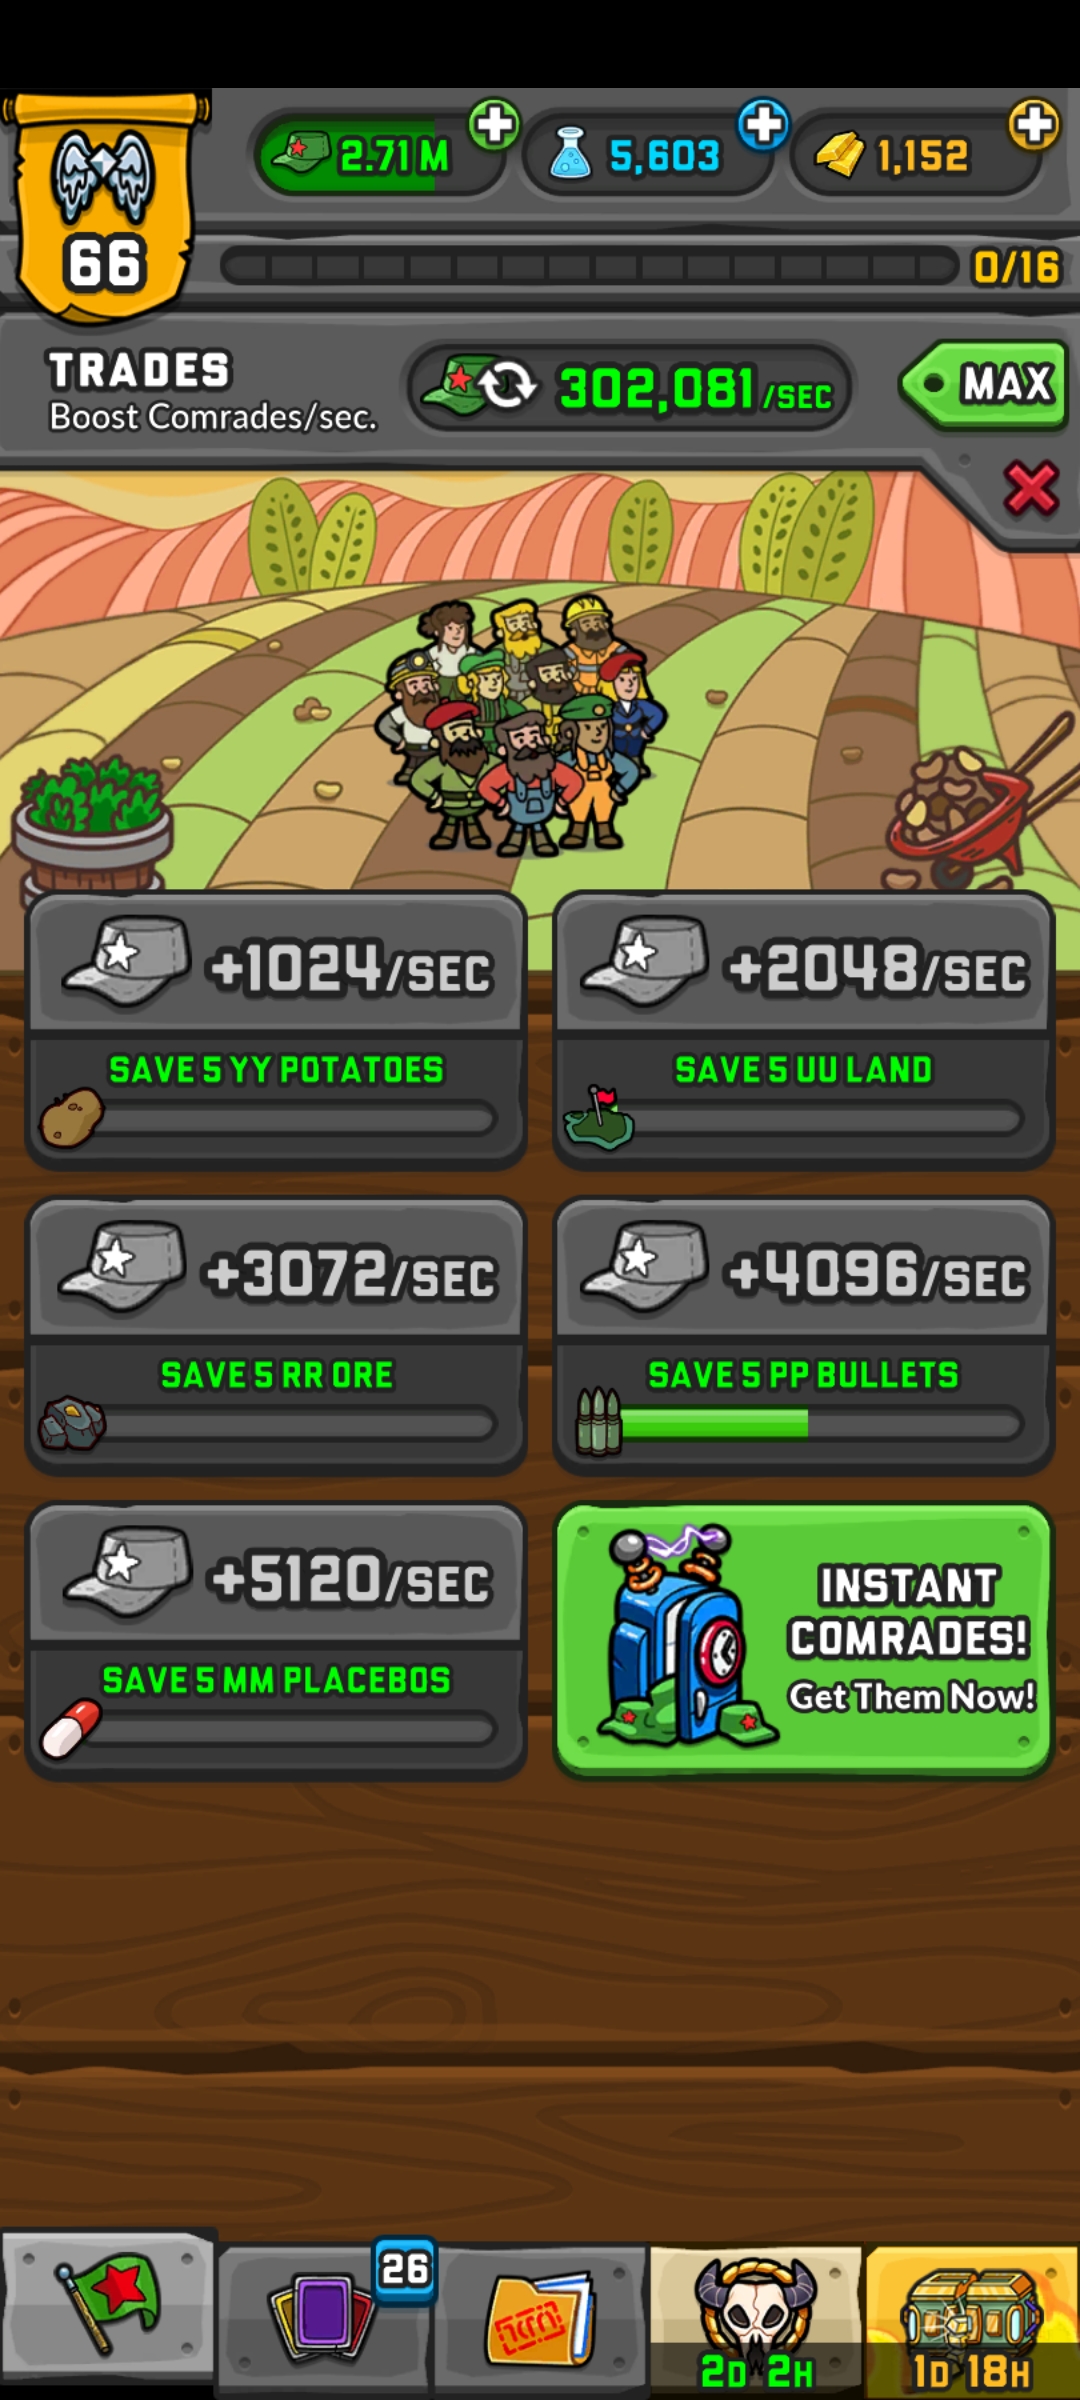 2.71M
5,603
1,152
66
0/16
TRADES
Boost Comrades/sec.
302,081/SEC
MAX
+1024/SEC
SAVE 5 YY POTATOES
+2048/SEC
SAVE 5 UU LAND
+3072/SEC
SAVE 5 RR ORE
+4096/SEC
SAVE 5 PP BULLETS
+5120/SEC
SAVE 5 MM PLACEBOS
INSTANT
COMRADES!
Get Them Now!
26
2D 2H
1D 18H